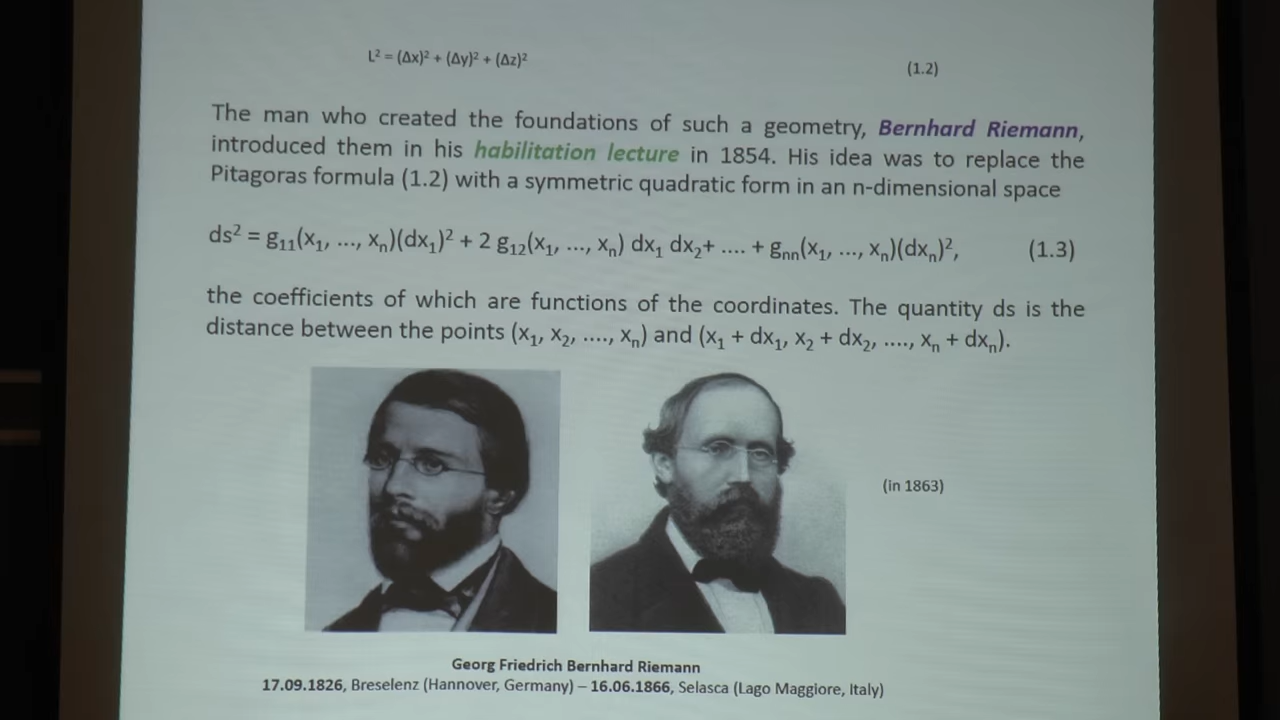 L² = (Δx)² + (Δy)² + (Δz)² (1.2)
The man who created the foundations of such a geometry, Bernhard Riemann,
introduced them in his habilitation lecture in 1854. His idea was to replace the
Pitagoras formula (1.2) with a symmetric quadratic form in an n-dimensional space
ds² = g₁₁(x₁, ..., xₙ)(dx₁)² + 2 g₁₂(x₁, ..., xₙ) dx₁ dx₂+ .... + gₙₙ(x₁, ..., xₙ)(dxₙ)², (1.3)
the coefficients of which are functions of the coordinates. The quantity ds is the
distance between the points (x₁, x₂, ...., xₙ) and (x₁ + dx₁, x₂ + dx₂, ...., xₙ + dxₙ).
(in 1863)
Georg Friedrich Bernhard Riemann
17.09.1826, Breselenz (Hannover, Germany) – 16.06.1866, Selasca (Lago Maggiore, Italy)